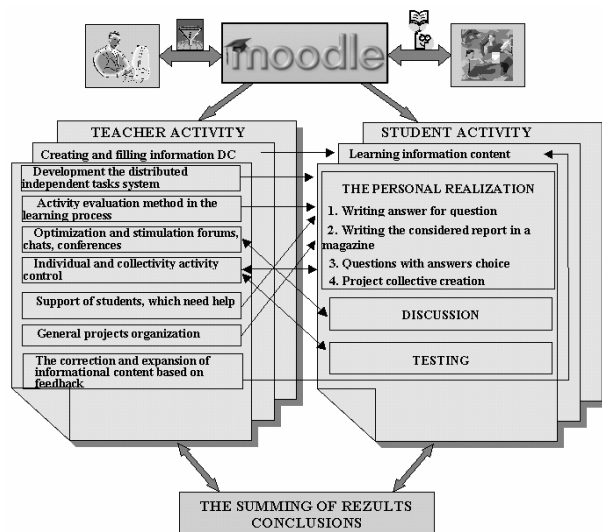 moodle
TEACHER ACTIVITY
Creating and filling information DC
Development the distributed
independent tasks system
Activity evaluation method in the
learning process
Optimization and stimulation forums,
chats, conferences
Individual and collectivity activity
control
Support of students, which need help
General projects organization
The correction and expansion of
informational content based on
feedback
STUDENT ACTIVITY
Learning information content
THE PERSONAL REALIZATION
1. Writing answer for question
2. Writing the considered report in a
magazine
3. Questions with answers choice
4. Project collective creation
DISCUSSION
TESTING
THE SUMMING OF REZULTS
CONCLUSIONS